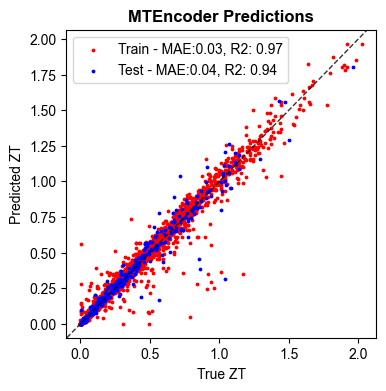 MTEncoder Predictions
Train - MAE:0.03, R2: 0.97
Test - MAE:0.04, R2: 0.94
Predicted ZT
2.00
1.75
1.50
1.25
1.00
0.75
0.50
0.25
0.00
0.0 0.5 1.0 1.5 2.0
True ZT